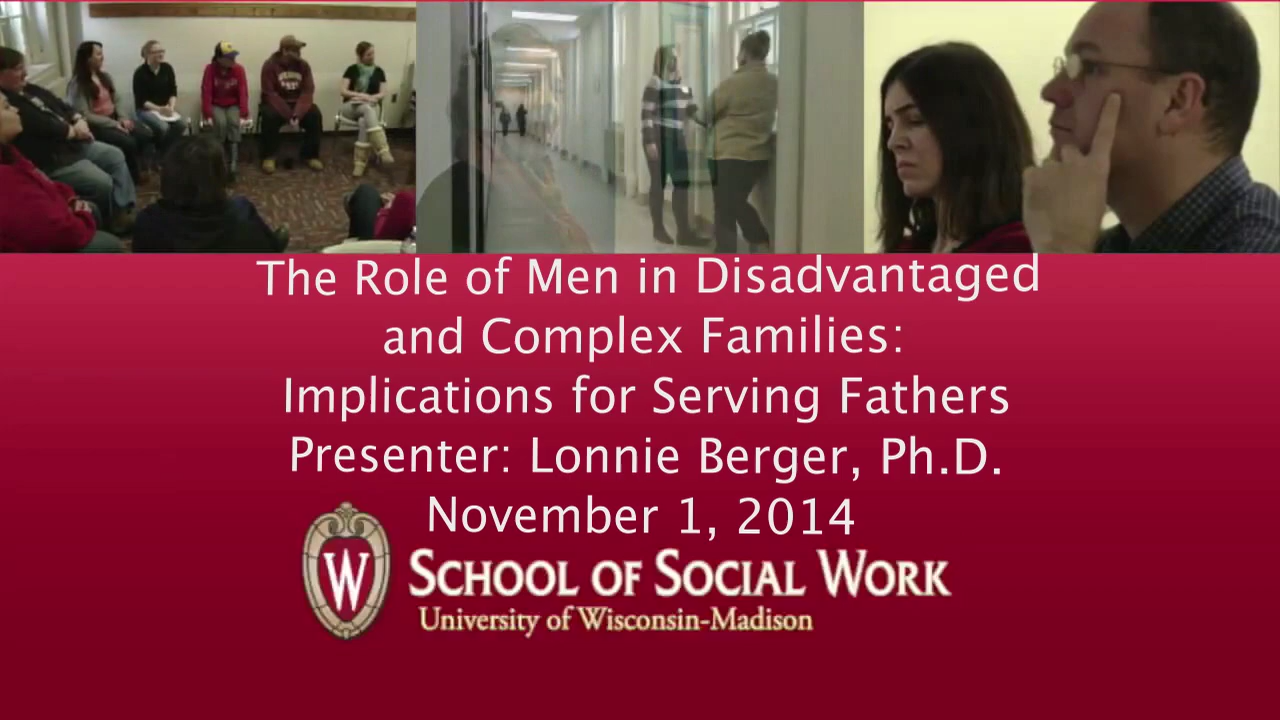 The Role of Men in Disadvantaged
and Complex Families:
Implications for Serving Fathers
Presenter: Lonnie Berger, Ph.D.
November 1, 2014
W
School of Social Work
University of Wisconsin-Madison